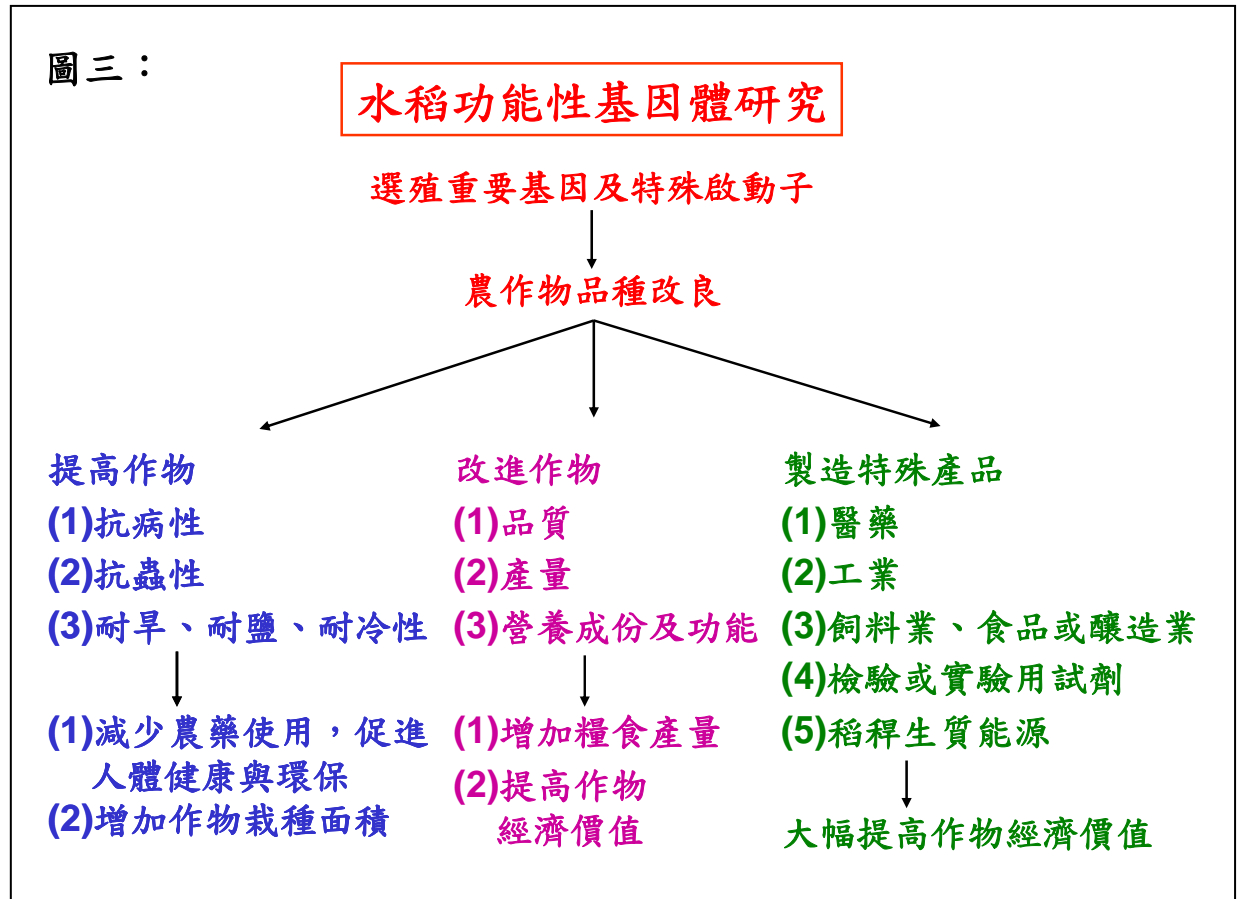 圖三：
水稻功能性基因體研究
選殖重要基因及特殊啟動子
農作物品種改良
提高作物
(1)抗病性
(2)抗蟲性
(3)耐旱、耐鹽、耐冷性
(1)減少農藥使用，促進
人體健康與環保
(2)增加作物栽種面積
改進作物
(1)品質
(2)產量
(3)營養成份及功能
(1)增加糧食產量
(2)提高作物
經濟價值
製造特殊產品
(1)醫藥
(2)工業
(3)飼料業、食品或釀造業
(4)檢驗或實驗用試劑
(5)稻稈生質能源
大幅提高作物經濟價值